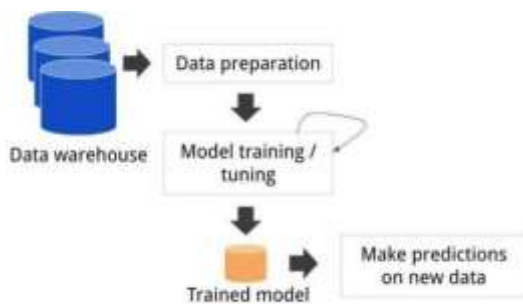 Data preparation
Data warehouse
Model training /
tuning
Trained model
Make predictions
on new data